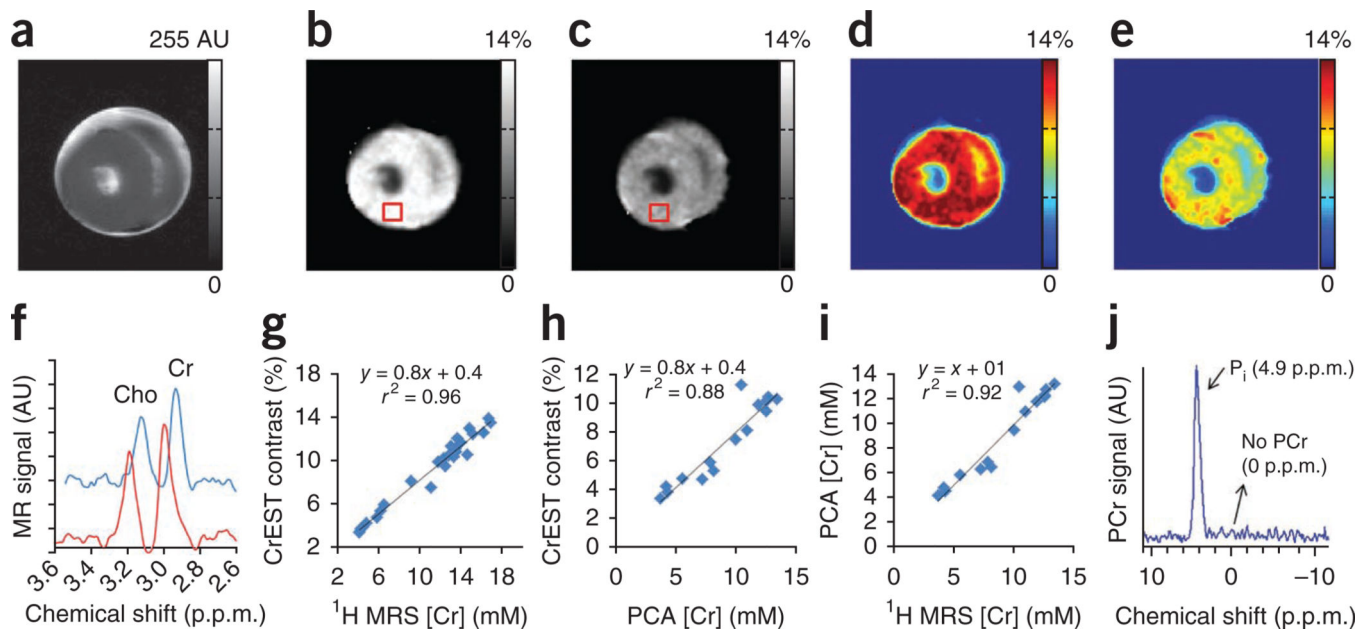 a
255 AU
0
b
14%
0
c
14%
0
d
14%
0
e
14%
0
f
MR signal (AU)
Cho
Cr
3.6 3.4 3.2 3.0 2.8 2.6
Chemical shift (p.p.m.)
g
CrEST contrast (%)
y = 0.8x + 0.4
r² = 0.96
18
14
10
6
2
2 6 10 14 18
¹H MRS [Cr] (mM)
h
CrEST contrast (%)
y = 0.8x + 0.4
r² = 0.88
12
10
8
6
4
2
0
0 5 10 15
PCA [Cr] (mM)
i
PCA [Cr] (mM)
y = x + 01
r² = 0.92
14
12
10
8
6
4
2
0
0 5 10 15
¹H MRS [Cr] (mM)
j
PCr signal (AU)
Pi (4.9 p.p.m.)
No PCr
(0 p.p.m.)
10 0 –10
Chemical shift (p.p.m.)